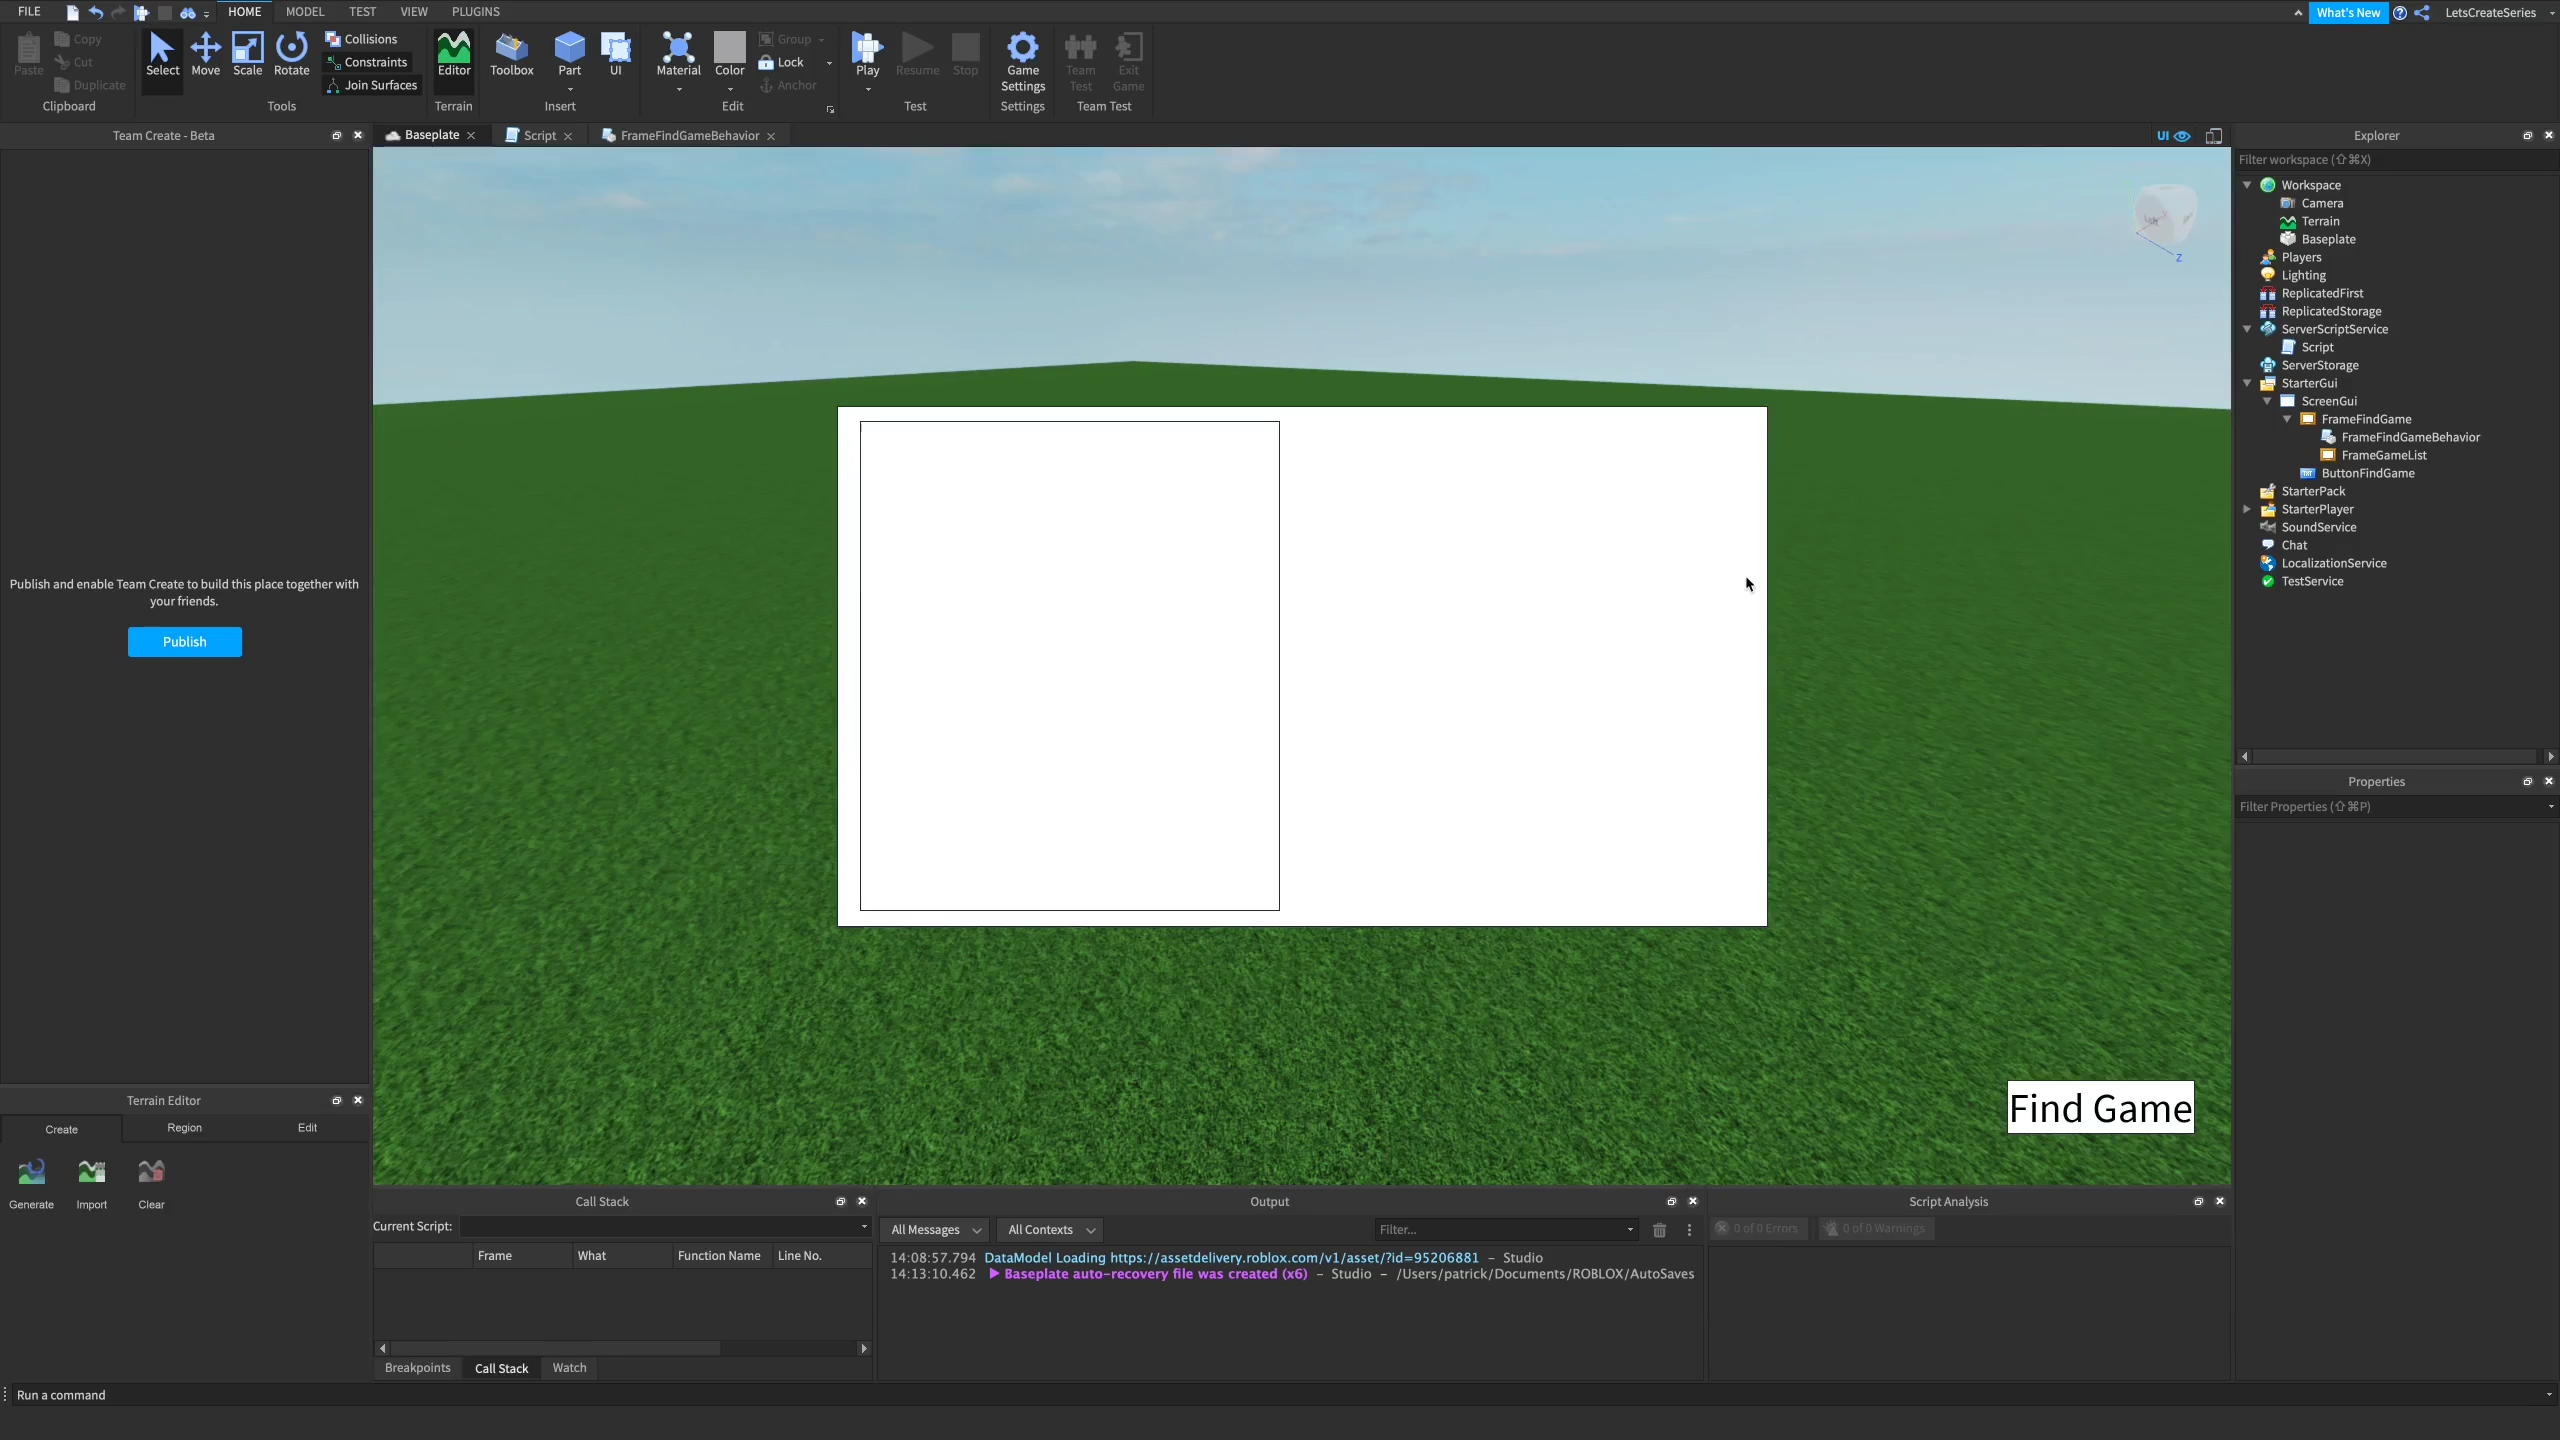 FILE
HOME
MODEL
TEST
VIEW
PLUGINS
What's New
LetsCreateSeries
Paste
Copy
Cut
Duplicate
Clipboard
Select
Move
Scale
Rotate
Collisions
Constraints
Join Surfaces
Tools
Editor
Terrain
Toolbox
Part
UI
Insert
Material
Color
Group
Lock
Anchor
Edit
Play
Resume
Stop
Test
Game
Settings
Settings
Team
Test
Exit
Game
Team Test
Team Create - Beta
Publish and enable Team Create to build this place together with
your friends.
Publish
Baseplate
Script
FrameFindGameBehavior
UI
Z
Find Game
Explorer
Filter workspace (⇧⌘X)
Workspace
Camera
Terrain
Baseplate
Players
Lighting
ReplicatedFirst
ReplicatedStorage
ServerScriptService
Script
ServerStorage
StarterGui
ScreenGui
FrameFindGame
FrameFindGameBehavior
FrameGameList
ButtonFindGame
StarterPack
StarterPlayer
SoundService
Chat
LocalizationService
TestService
Properties
Filter Properties (⇧⌘P)
Terrain Editor
Create
Region
Edit
Generate
Import
Clear
Call Stack
Current Script:
Frame
What
Function Name
Line No.
Breakpoints
Call Stack
Watch
Output
All Messages
All Contexts
Filter...
14:08:57.794 DataModel Loading https://assetdelivery.roblox.com/v1/asset/?id=95206881 - Studio
14:13:10.462 Baseplate auto-recovery file was created (x6) - Studio - /Users/patrick/Documents/ROBLOX/AutoSaves
Script Analysis
0 of 0 Errors
0 of 0 Warnings
Run a command